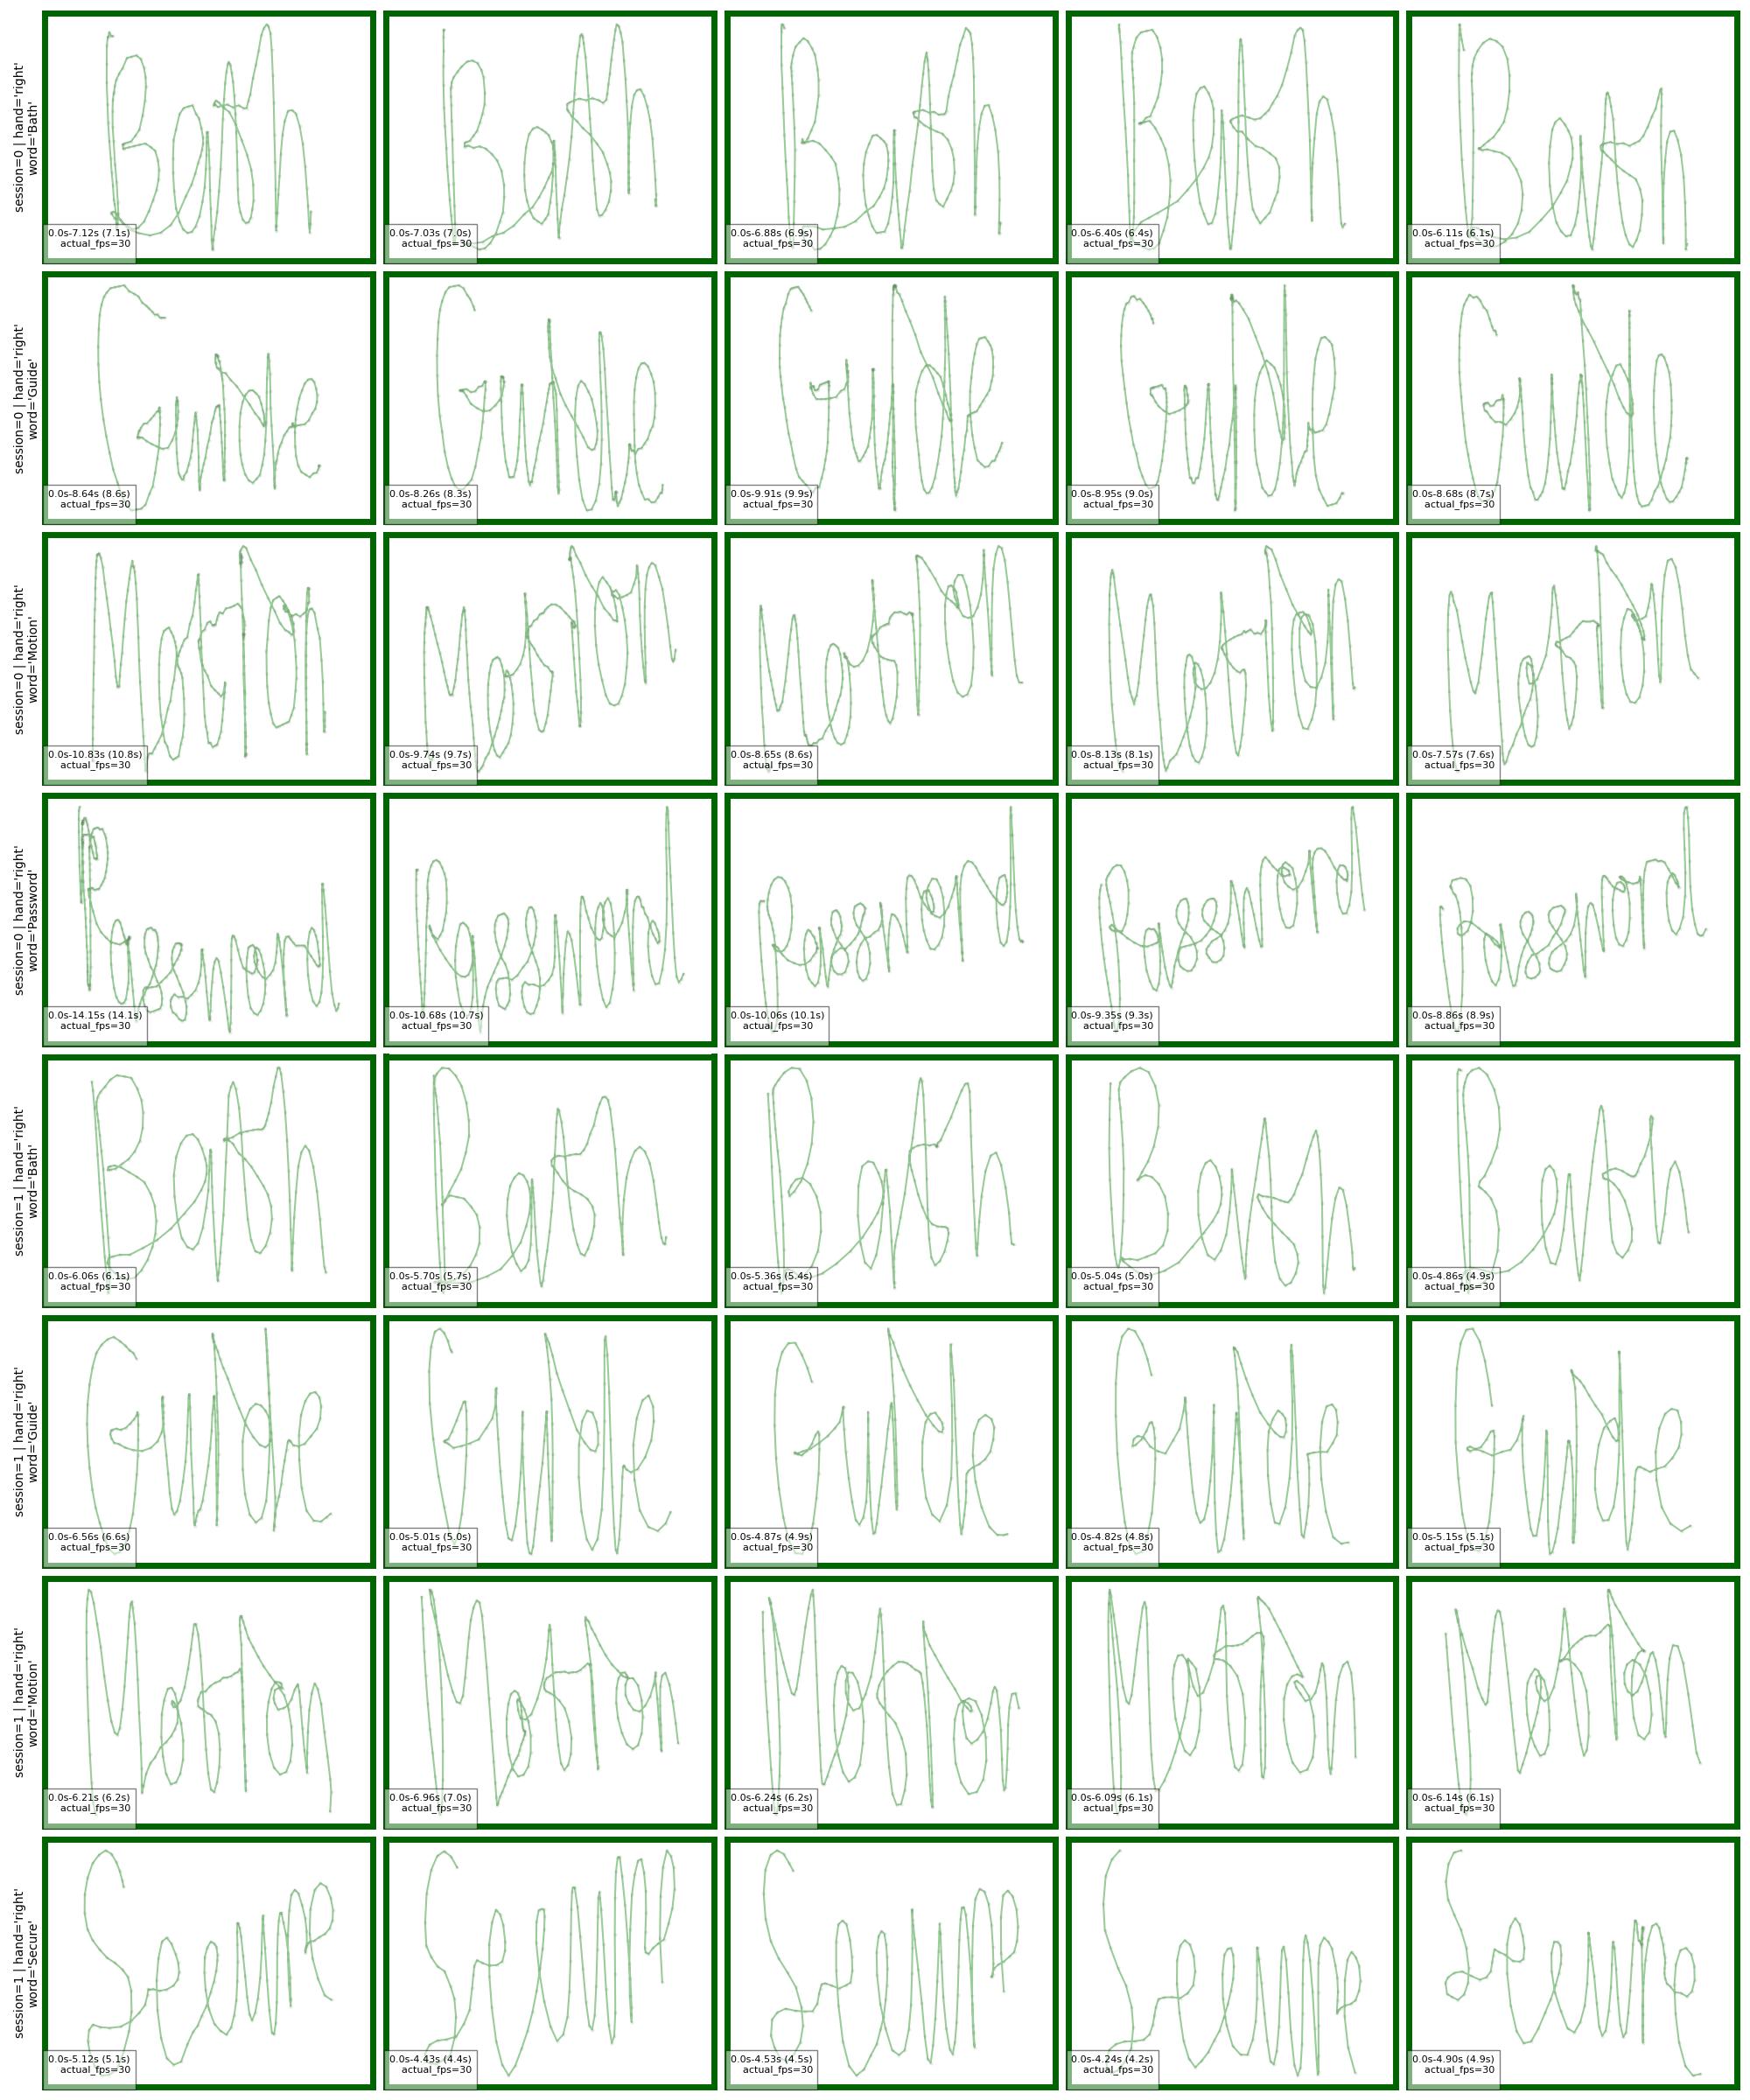 session=0 | hand='right'
word='Bath'
Bath Bath Bath Bath Bath
0.0s-7.12s (7.1s) actual_fps=30
0.0s-7.03s (7.0s) actual_fps=30
0.0s-6.88s (6.9s) actual_fps=30
0.0s-6.40s (6.4s) actual_fps=30
0.0s-6.11s (6.1s) actual_fps=30
session=0 | hand='right'
word='Guide'
Guide Guide Guide Guide Guide
0.0s-8.64s (8.6s) actual_fps=30
0.0s-8.26s (8.3s) actual_fps=30
0.0s-9.91s (9.9s) actual_fps=30
0.0s-8.95s (9.0s) actual_fps=30
0.0s-8.68s (8.7s) actual_fps=30
session=0 | hand='right'
word='Motion'
Motion Motion Motion Motion Motion
0.0s-10.83s (10.8s) actual_fps=30
0.0s-9.74s (9.7s) actual_fps=30
0.0s-8.65s (8.6s) actual_fps=30
0.0s-8.13s (8.1s) actual_fps=30
0.0s-7.57s (7.6s) actual_fps=30
session=0 | hand='right'
word='Password'
Password Password Password Password Password
0.0s-14.15s (14.1s) actual_fps=30
0.0s-10.68s (10.7s) actual_fps=30
0.0s-10.06s (10.1s) actual_fps=30
0.0s-9.35s (9.3s) actual_fps=30
0.0s-8.86s (8.9s) actual_fps=30
session=1 | hand='right'
word='Bath'
Bath Bath Bath Bath Bath
0.0s-6.06s (6.1s) actual_fps=30
0.0s-5.70s (5.7s) actual_fps=30
0.0s-5.36s (5.4s) actual_fps=30
0.0s-5.04s (5.0s) actual_fps=30
0.0s-4.86s (4.9s) actual_fps=30
session=1 | hand='right'
word='Guide'
Guide Guide Guide Guide Guide
0.0s-6.56s (6.6s) actual_fps=30
0.0s-5.01s (5.0s) actual_fps=30
0.0s-4.87s (4.9s) actual_fps=30
0.0s-4.82s (4.8s) actual_fps=30
0.0s-5.15s (5.1s) actual_fps=30
session=1 | hand='right'
word='Motion'
Motion Motion Motion Motion Motion
0.0s-6.21s (6.2s) actual_fps=30
0.0s-6.96s (7.0s) actual_fps=30
0.0s-6.24s (6.2s) actual_fps=30
0.0s-6.09s (6.1s) actual_fps=30
0.0s-6.14s (6.1s) actual_fps=30
session=1 | hand='right'
word='Secure'
Secure Secure Secure Secure Secure
0.0s-5.12s (5.1s) actual_fps=30
0.0s-4.43s (4.4s) actual_fps=30
0.0s-4.53s (4.5s) actual_fps=30
0.0s-4.24s (4.2s) actual_fps=30
0.0s-4.90s (4.9s) actual_fps=30